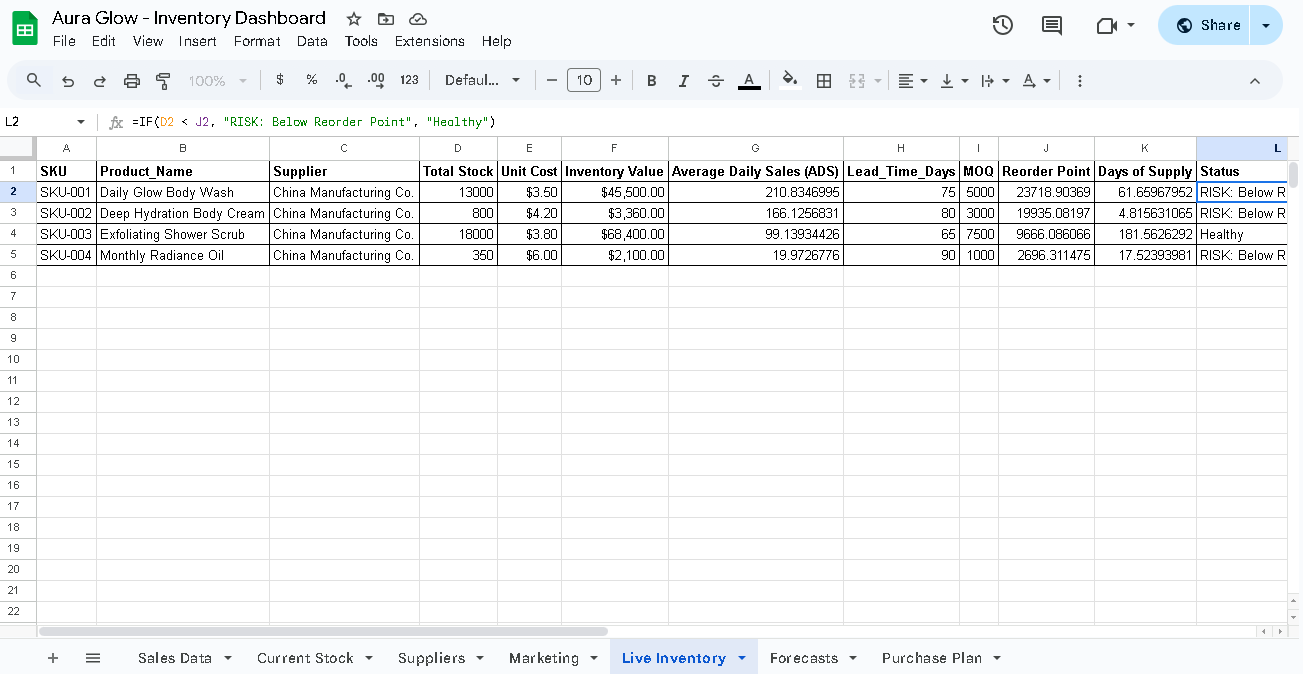 Aura Glow - Inventory Dashboard
File Edit View Insert Format Data Tools Extensions Help
Share
100% $ % .0 .00 123 Defaul... − 10 + B I S A
L2 fx =IF(D2 < J2, "RISK: Below Reorder Point", "Healthy")
A B C D E F G H I J K L
1 SKU Product_Name Supplier Total Stock Unit Cost Inventory Value Average Daily Sales (ADS) Lead_Time_Days MOQ Reorder Point Days of Supply Status
2 SKU-001 Daily Glow Body Wash China Manufacturing Co. 13000 $3.50 $45,500.00 210.8346995 75 5000 23718.90369 61.65967952 RISK: Below R
3 SKU-002 Deep Hydration Body Cream China Manufacturing Co. 800 $4.20 $3,360.00 166.1256831 80 3000 19935.08197 4.815631065 RISK: Below R
4 SKU-003 Exfoliating Shower Scrub China Manufacturing Co. 18000 $3.80 $68,400.00 99.13934426 65 7500 9666.086066 181.5626292 Healthy
5 SKU-004 Monthly Radiance Oil China Manufacturing Co. 350 $6.00 $2,100.00 19.9726776 90 1000 2696.311475 17.52393981 RISK: Below R
6
7
8
9
10
11
12
13
14
15
16
17
18
19
20
21
22
+ Sales Data Current Stock Suppliers Marketing Live Inventory Forecasts Purchase Plan